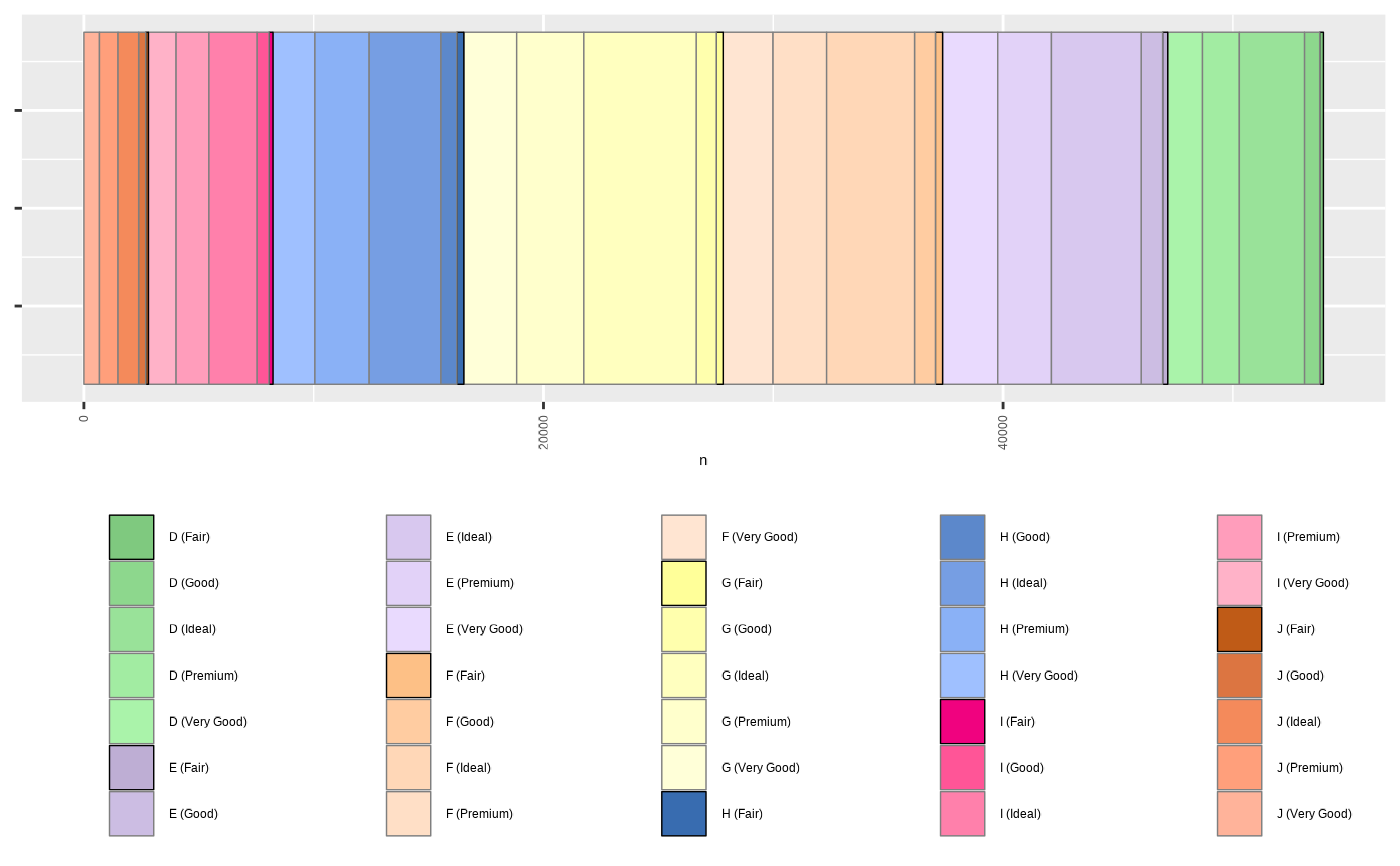 0
20000
40000
n
D (Fair)
D (Good)
D (Ideal)
D (Premium)
D (Very Good)
E (Fair)
E (Good)
E (Ideal)
E (Premium)
E (Very Good)
F (Fair)
F (Good)
F (Ideal)
F (Premium)
F (Very Good)
G (Fair)
G (Good)
G (Ideal)
G (Premium)
G (Very Good)
H (Fair)
H (Good)
H (Ideal)
H (Premium)
H (Very Good)
I (Fair)
I (Good)
I (Ideal)
I (Premium)
I (Very Good)
J (Fair)
J (Good)
J (Ideal)
J (Premium)
J (Very Good)